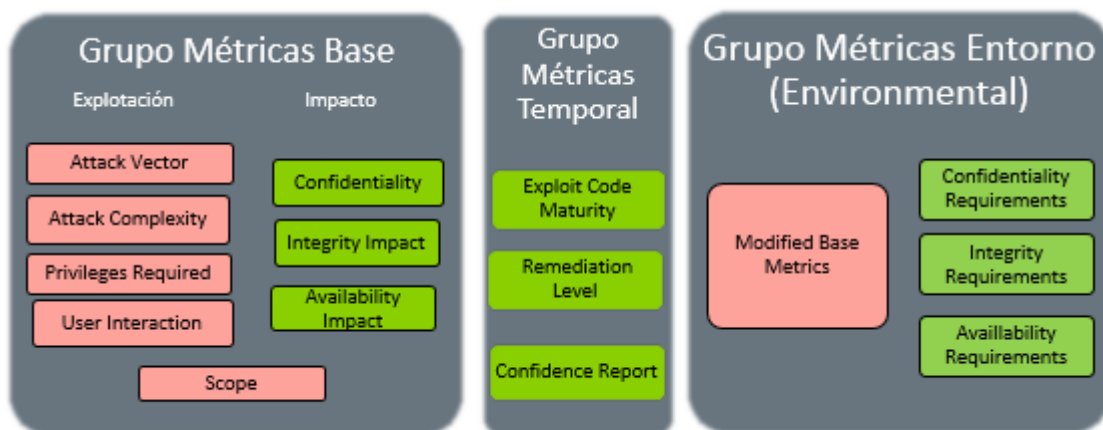 Grupo Métricas Base
Explotación
Impacto
Attack Vector
Attack Complexity
Privileges Required
User Interaction
Confidentiality
Integrity Impact
Availability
Impact
Scope
Grupo
Métricas
Temporal
Exploit Code
Maturity
Remediation
Level
Confidence Report
Grupo Métricas Entorno
(Environmental)
Modified Base
Metrics
Confidentiality
Requirements
Integrity
Requirements
Availlability
Requirements